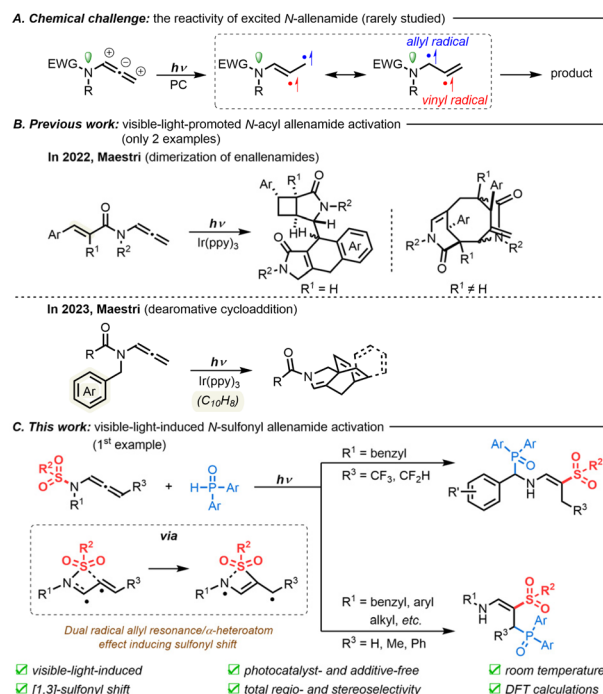 A. Chemical challenge: the reactivity of excited N-allenamide (rarely studied)
EWG N R
hν
PC
EWG N R
allyl radical
EWG N R
vinyl radical
product
B. Previous work: visible-light-promoted N-acyl allenamide activation
(only 2 examples)
In 2022, Maestri (dimerization of enallenamides)
Ar R¹ O N R²
hν
Ir(ppy)₃
Ar R¹ O N-R² H H O R²-N Ar
R¹ = H
R¹ Ar O Ar R²-N N-R² O R¹
R¹ ≠ H
In 2023, Maestri (dearomative cycloaddition)
O R N Ar
hν
Ir(ppy)₃
(C₁₀H₈)
O R N
C. This work: visible-light-induced N-sulfonyl allenamide activation
(1st example)
R² O S O N R¹ R³
+
H-P O Ar Ar
hν
R¹ = benzyl
R³ = CF₃, CF₂H
Ar Ar P O R' N H O R² S O R³
via
R² O S O R¹ N R³
R² O S O R¹ N R³
Dual radical allyl resonance/α-heteroatom
effect inducing sulfonyl shift
R¹ = benzyl, aryl
alkyl, etc.
R³ = H, Me, Ph
R¹ HN O R² S O Ar R³ P Ar O
visible-light-induced
photocatalyst- and additive-free
room temperature
[1.3]-sulfonyl shift
total regio- and stereoselectivity
DFT calculations